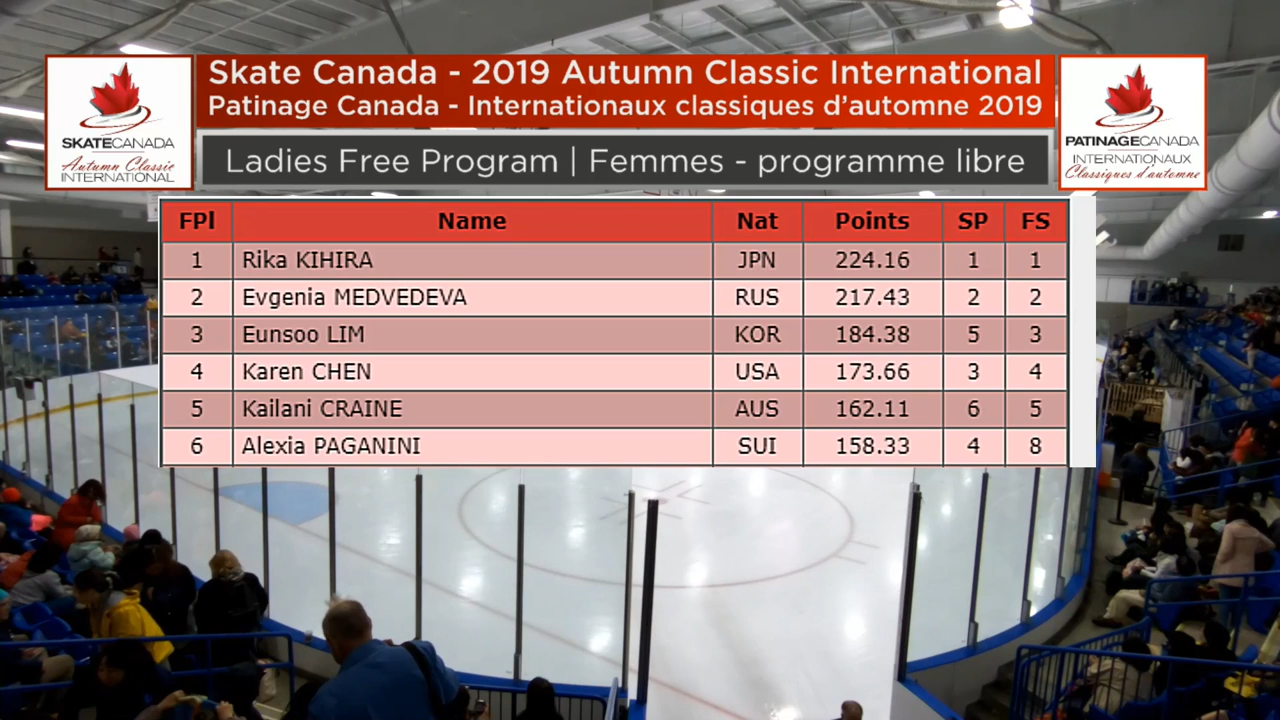 Skate Canada - 2019 Autumn Classic International
Patinage Canada - Internationaux classiques d'automne 2019
SKATECANADA
Autumn Classic
INTERNATIONAL
PATINAGECANADA
INTERNATIONAUX
Classiques d'automne
Ladies Free Program | Femmes - programme libre
FPl Name Nat Points SP FS
1 Rika KIHIRA JPN 224.16 1 1
2 Evgenia MEDVEDEVA RUS 217.43 2 2
3 Eunsoo LIM KOR 184.38 5 3
4 Karen CHEN USA 173.66 3 4
5 Kailani CRAINE AUS 162.11 6 5
6 Alexia PAGANINI SUI 158.33 4 8